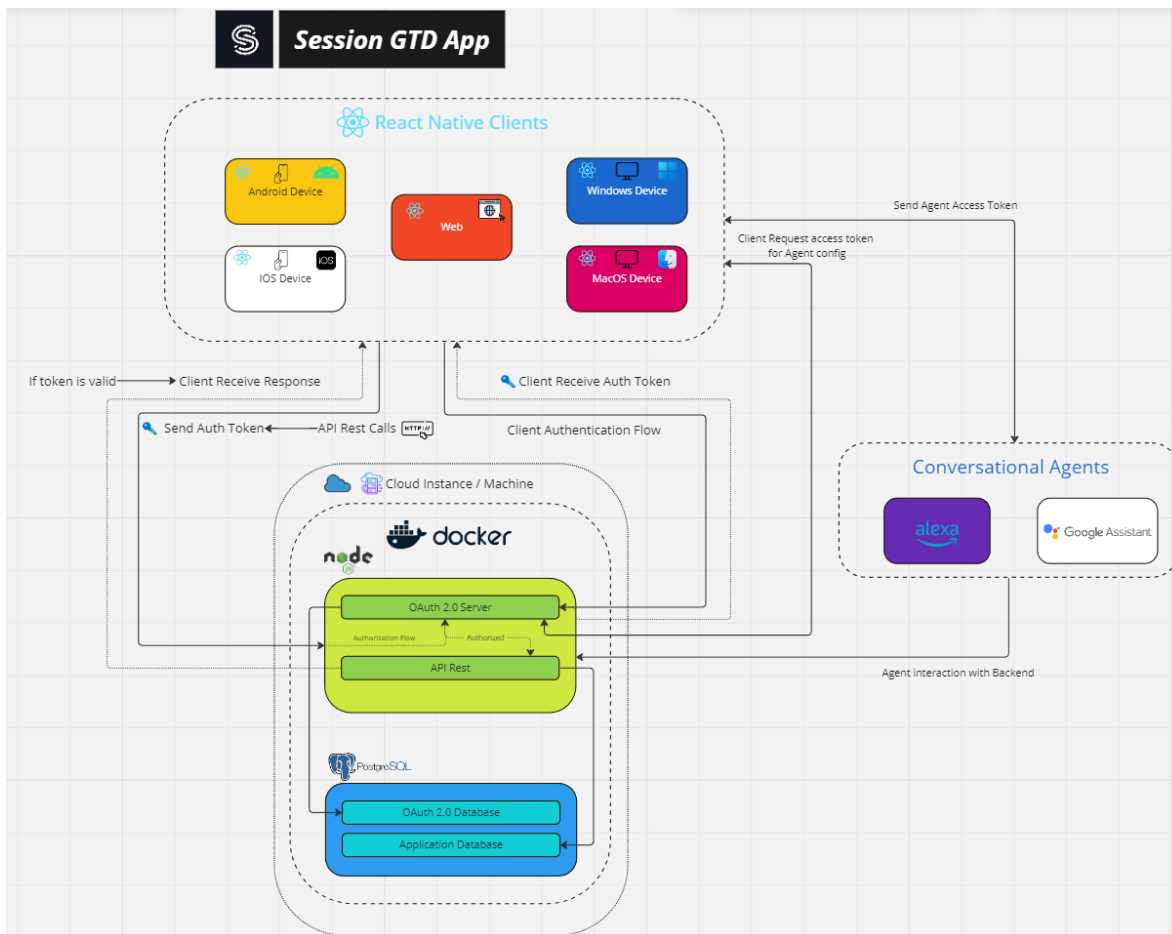 Session GTD App
React Native Clients
Android Device
Windows Device
Web
IOS Device
iOS
MacOS Device
Send Agent Access Token
Client Request access token
for Agent config
If token is valid
Client Receive Response
Client Receive Auth Token
Send Auth Token
API Rest Calls
HTTP://
Client Authentication Flow
Conversational Agents
alexa
Google Assistant
Cloud Instance / Machine
docker
node
JS
OAuth 2.0 Server
Authorization Flow
Authorized
API Rest
Agent interaction with Backend
PostgreSQL
OAuth 2.0 Database
Application Database